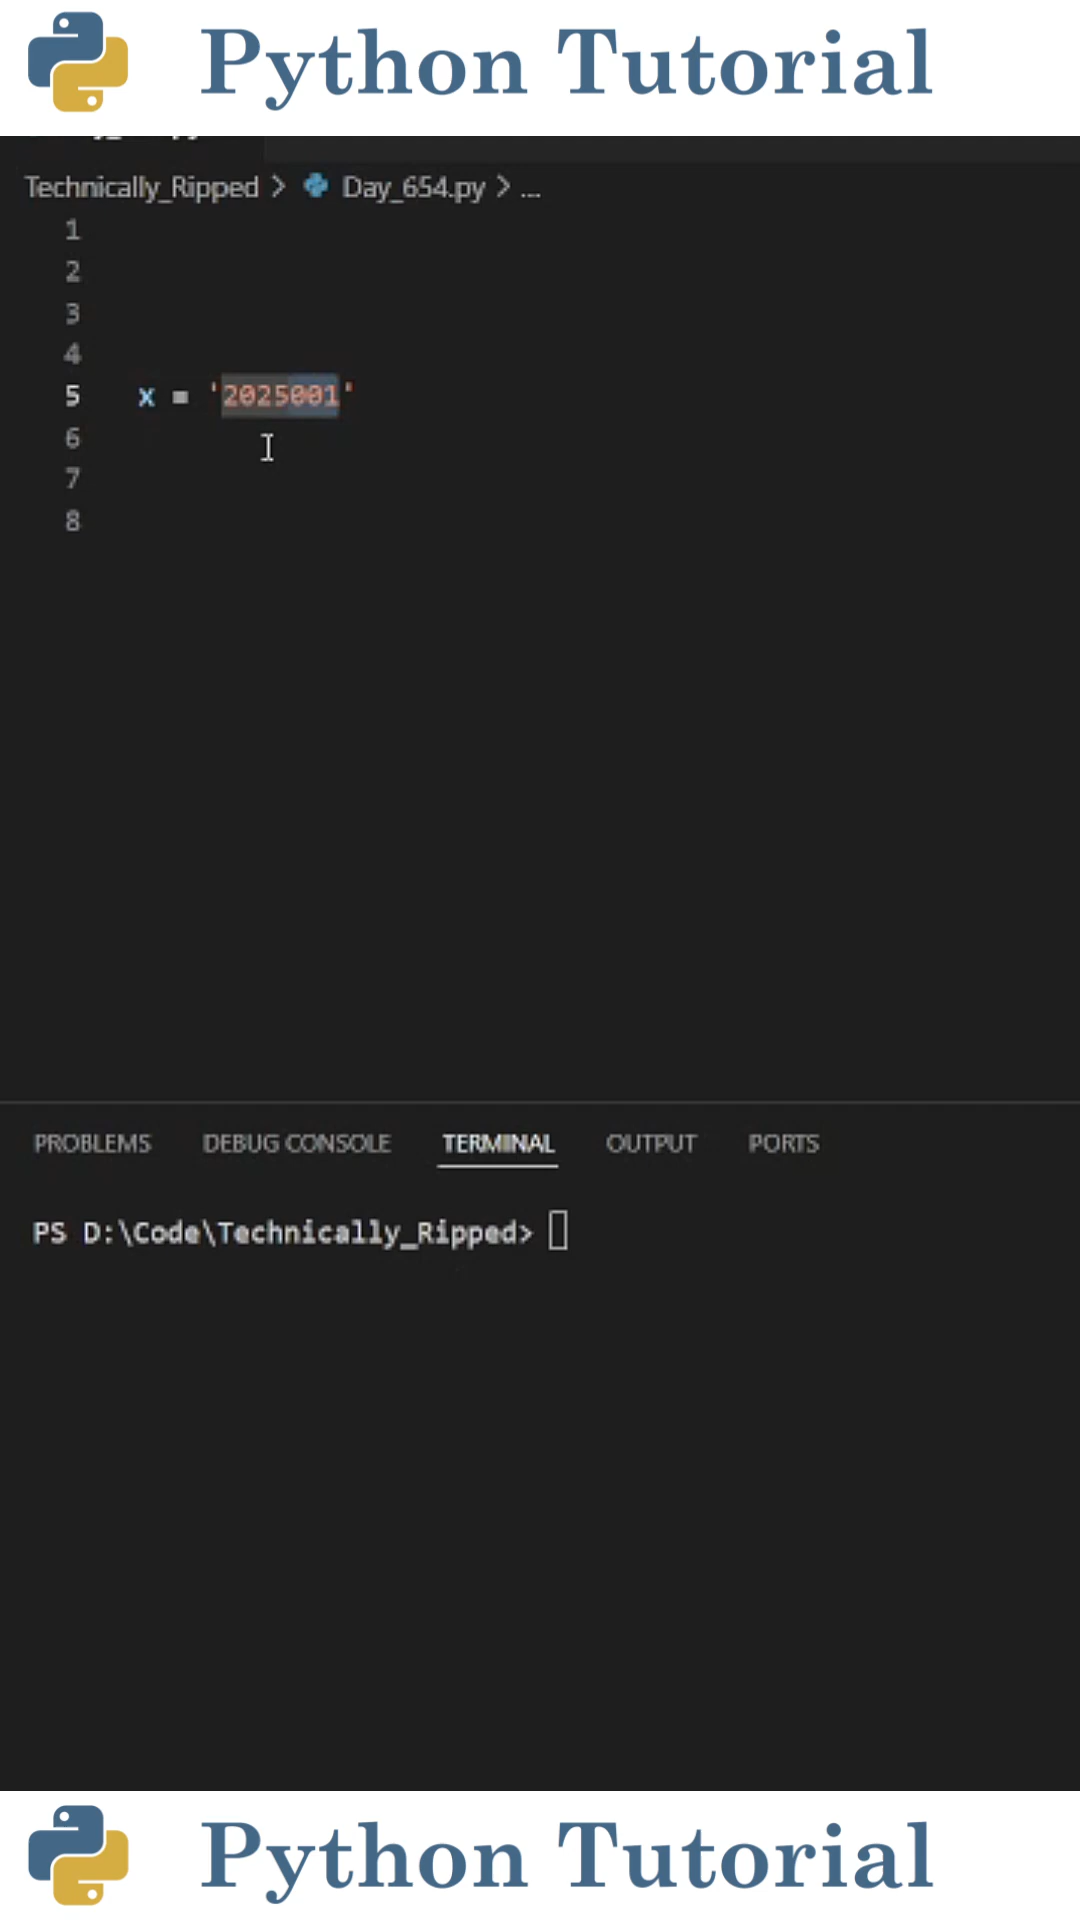 Python Tutorial
Technically_Ripped > Day_654.py > ...
1
2
3
4
5 x = '2025001'
6
7
8
PROBLEMS DEBUG CONSOLE TERMINAL OUTPUT PORTS
PS D:\Code\Technically_Ripped>
Python Tutorial